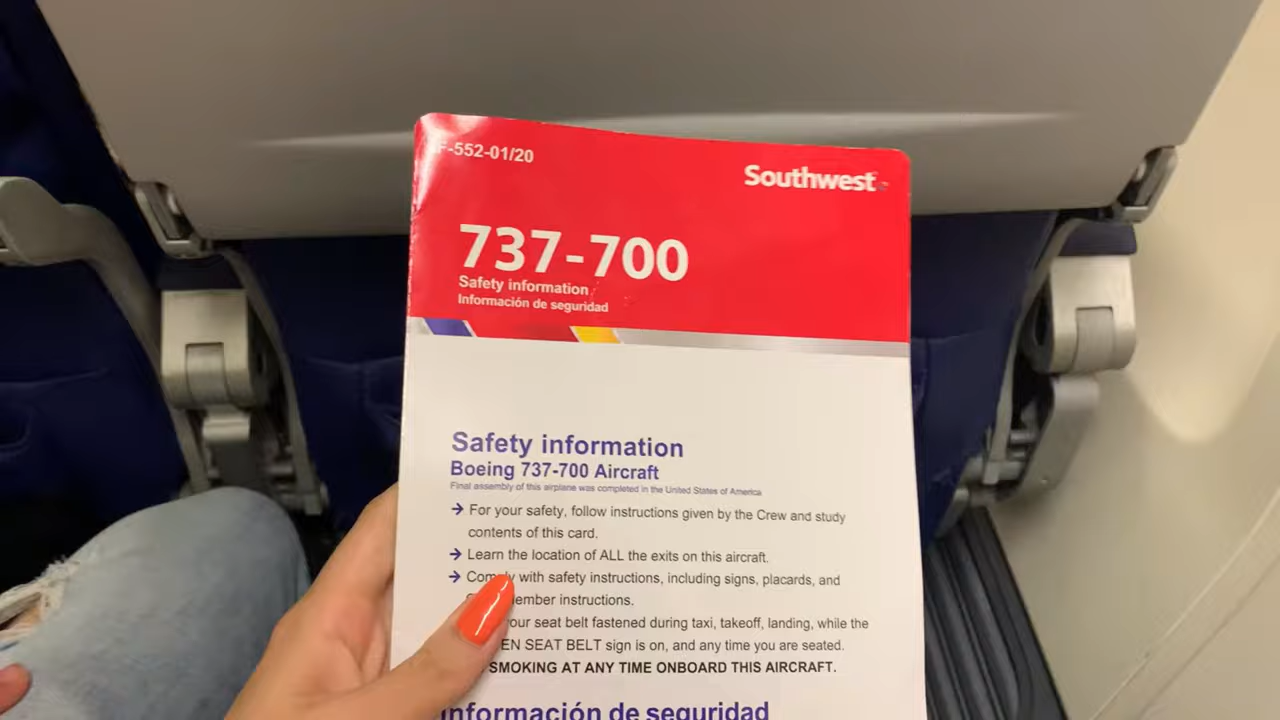 F-552-01/20
Southwest
737-700
Safety information
Información de seguridad
Safety information
Boeing 737-700 Aircraft
Final assembly of this airplane was completed in the United States of America
→ For your safety, follow instructions given by the Crew and study
contents of this card.
→ Learn the location of ALL the exits on this aircraft.
→ Comply with safety instructions, including signs, placards, and
ember instructions.
your seat belt fastened during taxi, takeoff, landing, while the
EN SEAT BELT sign is on, and any time you are seated.
SMOKING AT ANY TIME ONBOARD THIS AIRCRAFT.
Información de seguridad